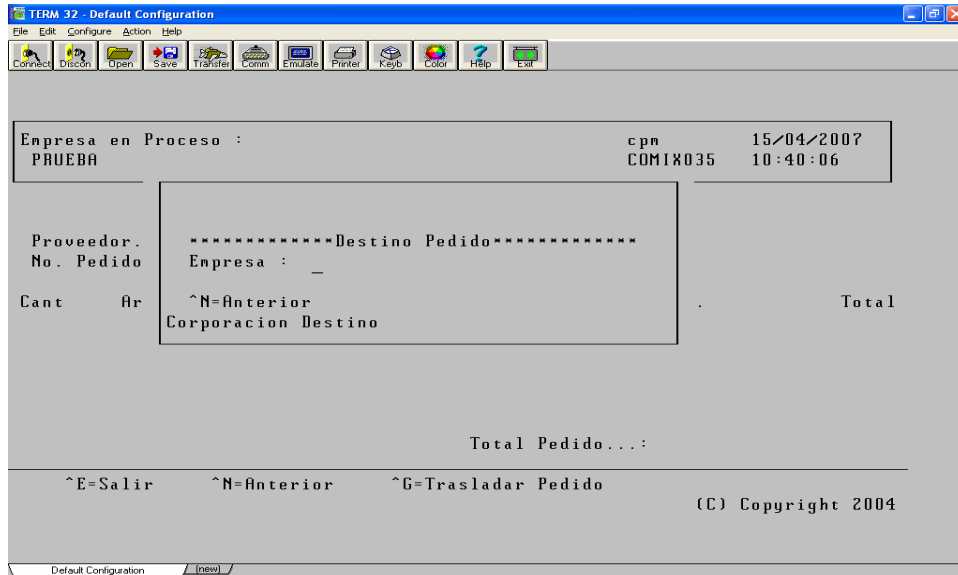 TERM 32 - Default Configuration
File Edit Configure Action Help
Connect Discon Open Save Transfer Comm Emulate Printer Keyb Color Help Exit
Empresa en Proceso : cpm 15/04/2007
PRUEBA COMIX035 10:40:06
Proveedor. *************Destino Pedido*************
No. Pedido Empresa : _
Cant Ar ^N=Anterior . Total
Corporacion Destino
Total Pedido...:
^E=Salir ^N=Anterior ^G=Trasladar Pedido
(C) Copyright 2004
Default Configuration (new)